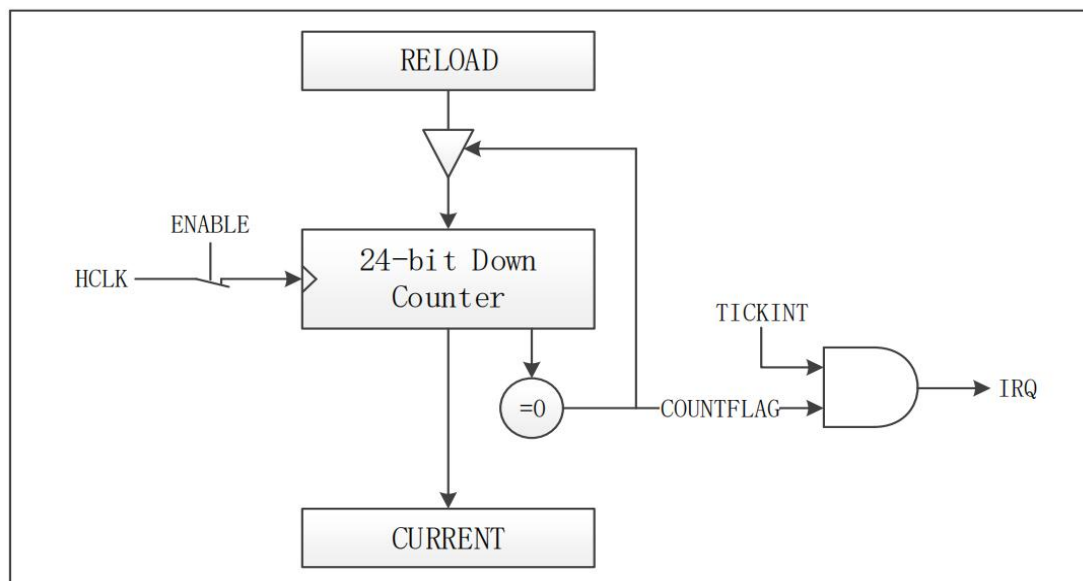 RELOAD
ENABLE
HCLK
24-bit Down
Counter
TICKINT
=0
COUNTFLAG
IRQ
CURRENT